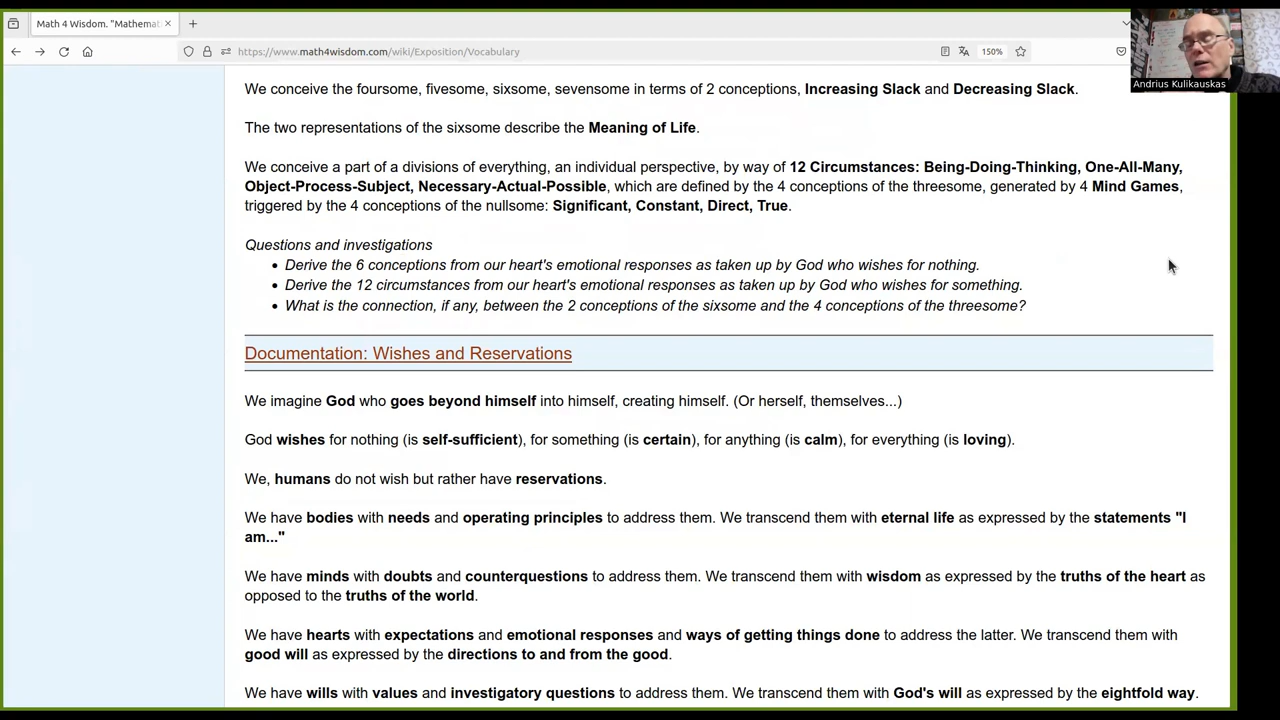 Math 4 Wisdom. "Mathemat
https://www.math4wisdom.com/wiki/Exposition/Vocabulary
150%
Andrius Kulikauskas
We conceive the foursome, fivesome, sixsome, sevensome in terms of 2 conceptions, Increasing Slack and Decreasing Slack.
The two representations of the sixsome describe the Meaning of Life.
We conceive a part of a divisions of everything, an individual perspective, by way of 12 Circumstances: Being-Doing-Thinking, One-All-Many,
Object-Process-Subject, Necessary-Actual-Possible, which are defined by the 4 conceptions of the threesome, generated by 4 Mind Games,
triggered by the 4 conceptions of the nullsome: Significant, Constant, Direct, True.
Questions and investigations
• Derive the 6 conceptions from our heart's emotional responses as taken up by God who wishes for nothing.
• Derive the 12 circumstances from our heart's emotional responses as taken up by God who wishes for something.
• What is the connection, if any, between the 2 conceptions of the sixsome and the 4 conceptions of the threesome?
Documentation: Wishes and Reservations
We imagine God who goes beyond himself into himself, creating himself. (Or herself, themselves...)
God wishes for nothing (is self-sufficient), for something (is certain), for anything (is calm), for everything (is loving).
We, humans do not wish but rather have reservations.
We have bodies with needs and operating principles to address them. We transcend them with eternal life as expressed by the statements "I
am..."
We have minds with doubts and counterquestions to address them. We transcend them with wisdom as expressed by the truths of the heart as
opposed to the truths of the world.
We have hearts with expectations and emotional responses and ways of getting things done to address the latter. We transcend them with
good will as expressed by the directions to and from the good.
We have wills with values and investigatory questions to address them. We transcend them with God's will as expressed by the eightfold way.